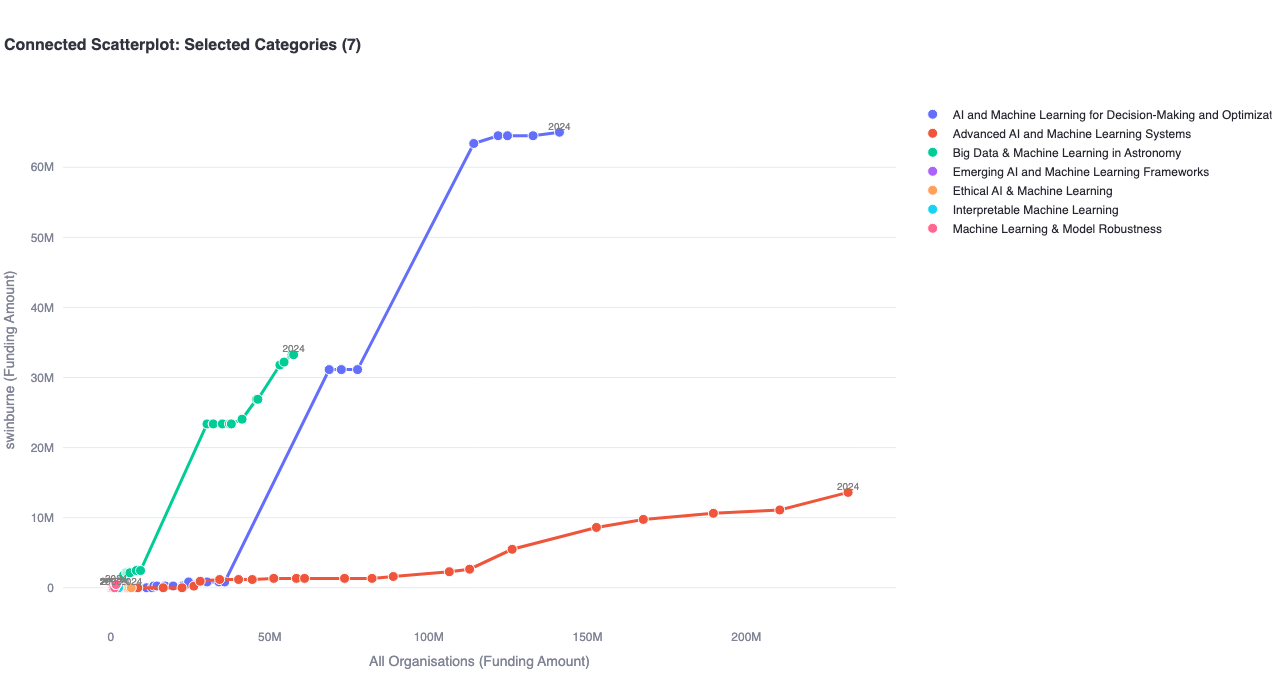 Connected Scatterplot: Selected Categories (7)
AI and Machine Learning for Decision-Making and Optimizat
Advanced AI and Machine Learning Systems
Big Data & Machine Learning in Astronomy
Emerging AI and Machine Learning Frameworks
Ethical AI & Machine Learning
Interpretable Machine Learning
Machine Learning & Model Robustness
swinburne (Funding Amount)
60M
50M
40M
30M
20M
10M
0
2024
2024
2024
0
50M
100M
150M
200M
All Organisations (Funding Amount)